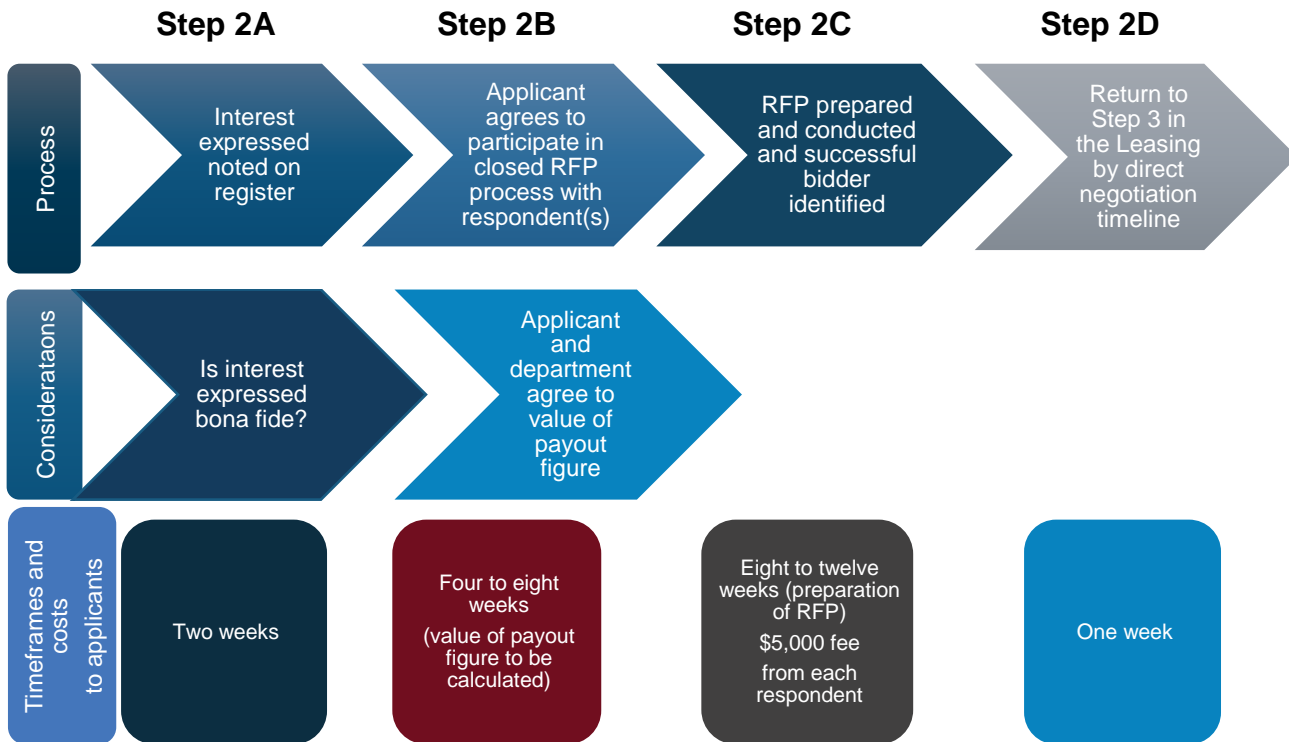 Step 2A
Step 2B
Step 2C
Step 2D
Process
Interest
expressed
noted on
register
Applicant
agrees to
participate in
closed RFP
process with
respondent(s)
RFP prepared
and conducted
and successful
bidder
identified
Return to
Step 3 in
the Leasing
by direct
negotiation
timeline
Considerataons
Is interest
expressed
bona fide?
Applicant
and
department
agree to
value of
payout
figure
Timeframes and
costs
to applicants
Two weeks
Four to eight
weeks
(value of payout
figure to be
calculated)
Eight to twelve
weeks (preparation
of RFP)
$5,000 fee
from each
respondent
One week